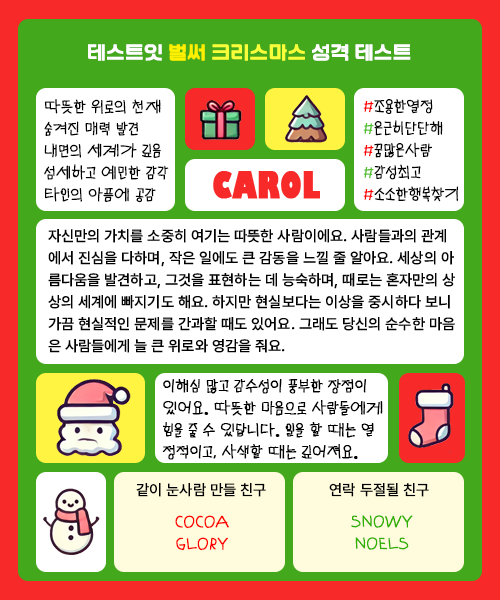 테스트잇 벌써 크리스마스 성격 테스트
따뜻한 위로의 천재
숨겨진 매력 발견
내면의 세계가 깊음
섬세하고 예민한 감각
타인의 아픔에 공감
CAROL
#조용한열정
#은근히단단해
#꿈많은사람
#감성최고
#소소한행복찾기
자신만의 가치를 소중히 여기는 따뜻한 사람이에요. 사람들과의 관계
에서 진심을 다하며, 작은 일에도 큰 감동을 느낄 줄 알아요. 세상의 아
름다움을 발견하고, 그것을 표현하는 데 능숙하며, 때로는 혼자만의 상
상의 세계에 빠지기도 해요. 하지만 현실보다는 이상을 중시하다 보니
가끔 현실적인 문제를 간과할 때도 있어요. 그래도 당신의 순수한 마음
은 사람들에게 늘 큰 위로와 영감을 줘요.
이해심 많고 감수성이 풍부한 장점이
있어요. 따뜻한 마음으로 사람들에게
힘을 줄 수 있답니다. 일을 할 때는 열
정적이고, 사색할 때는 깊어져요.
같이 눈사람 만들 친구
COCOA
GLORY
연락 두절될 친구
SNOWY
NOELS